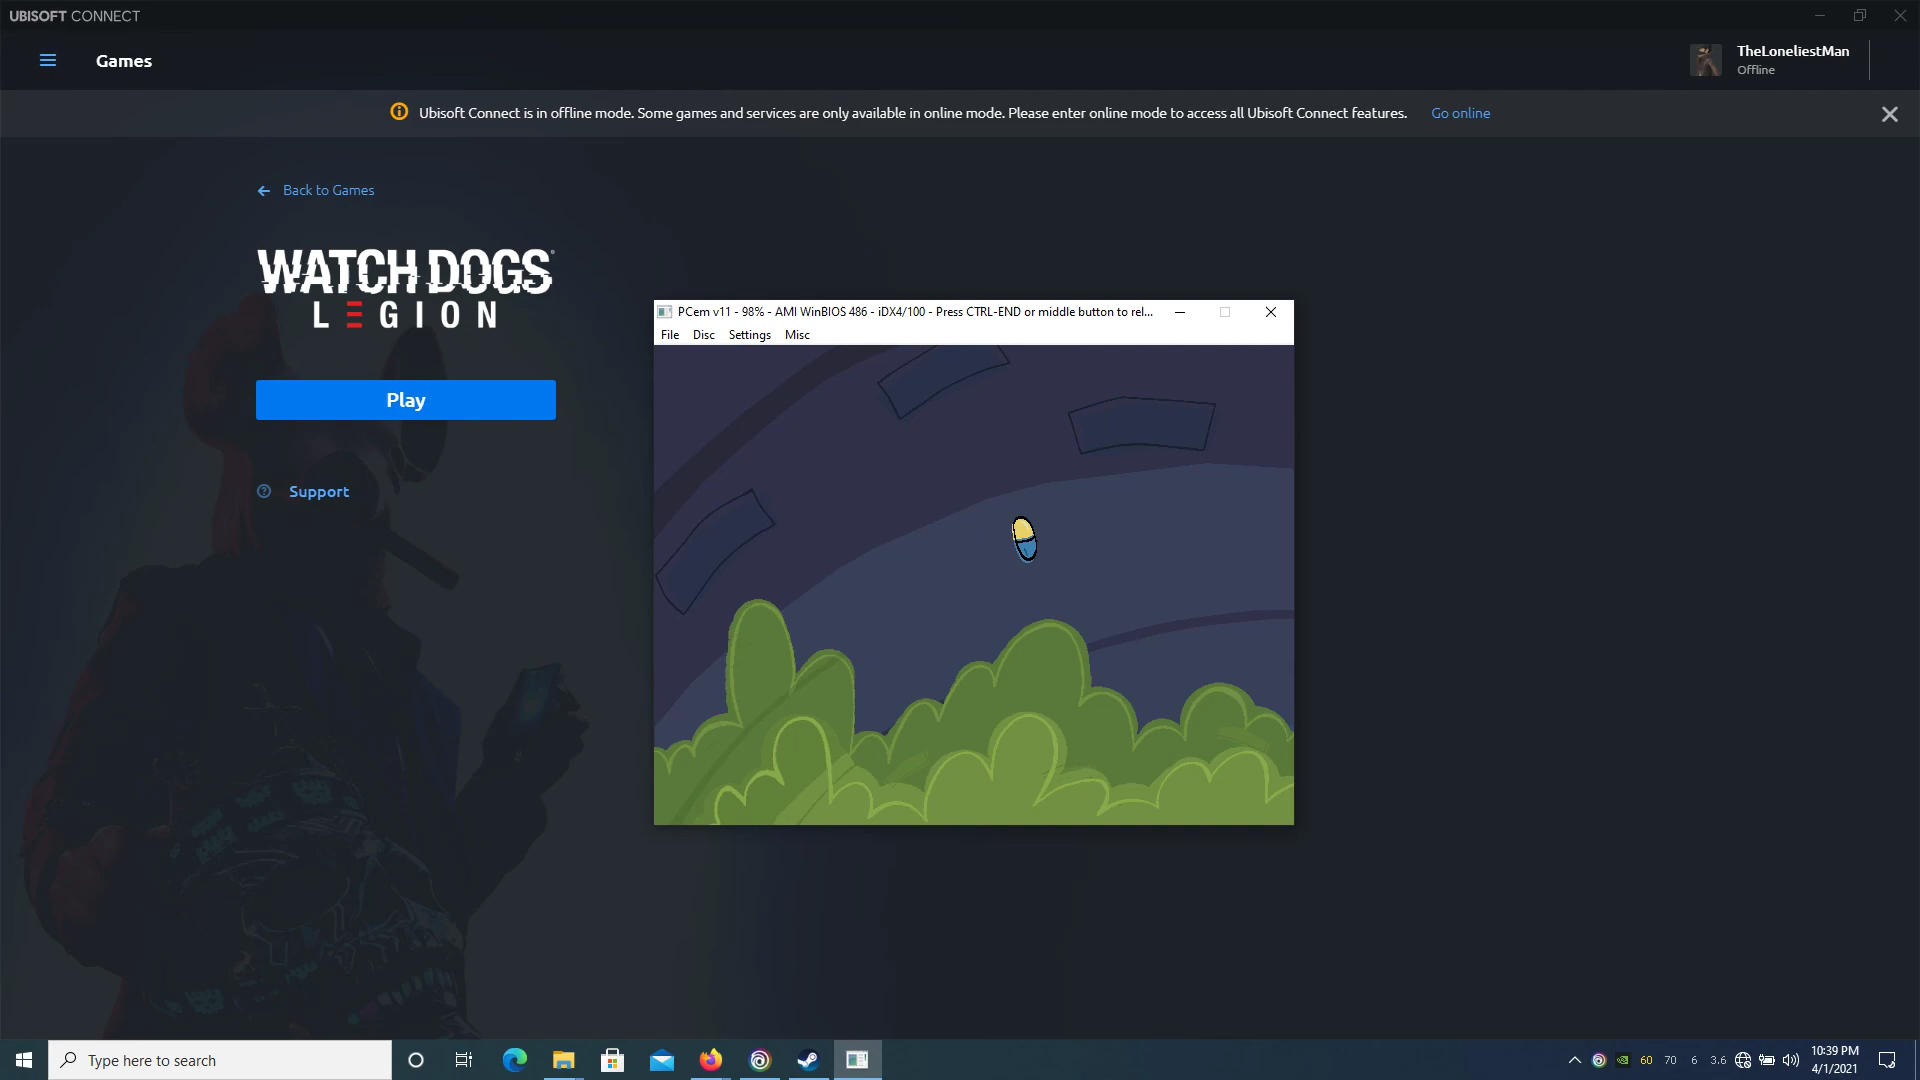 UBISOFT CONNECT
Games
TheLoneliestMan
Offline
Ubisoft Connect is in offline mode. Some games and services are only available in online mode. Please enter online mode to access all Ubisoft Connect features. Go online
Back to Games
WATCH DOGS
LEGION
Play
Support
PCem v11 - 98% - AMI WinBIOS 486 - iDX4/100 - Press CTRL-END or middle button to rel...
File Disc Settings Misc
Type here to search
60 70 6 3.6
10:39 PM
4/1/2021